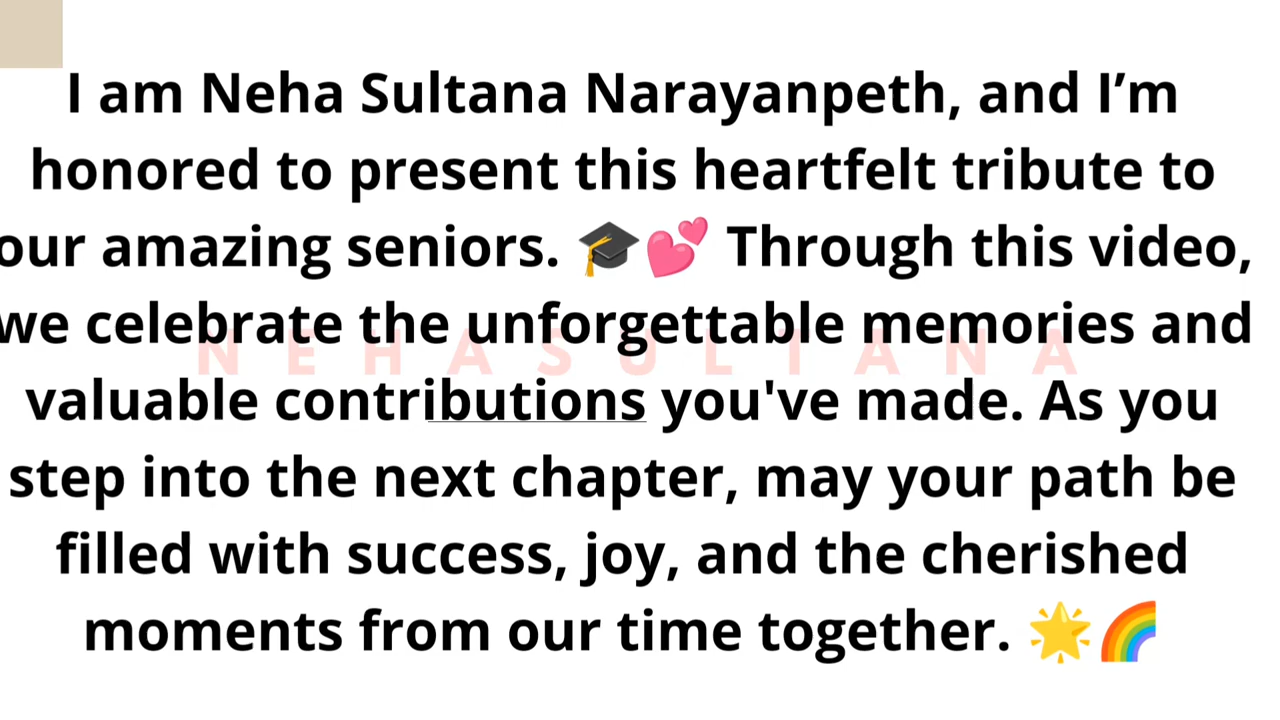 I am Neha Sultana Narayanpeth, and I’m
honored to present this heartfelt tribute to
our amazing seniors. 🎓💕 Through this video,
we celebrate the unforgettable memories and
NEHASULTANA
valuable contributions you've made. As you
step into the next chapter, may your path be
filled with success, joy, and the cherished
moments from our time together. 🌟🌈